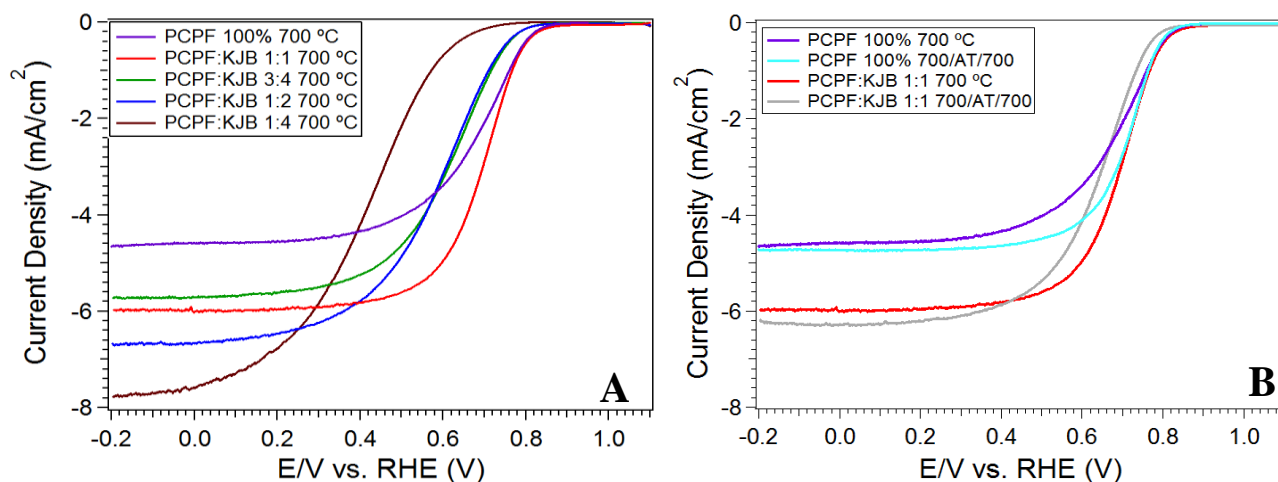 0
-2
-4
-6
-8
Current Density (mA/cm²)
PCPF 100% 700 ºC
PCPF:KJB 1:1 700 ºC
PCPF:KJB 3:4 700 ºC
PCPF:KJB 1:2 700 ºC
PCPF:KJB 1:4 700 ºC
A
-0.2 0.0 0.2 0.4 0.6 0.8 1.0
E/V vs. RHE (V)
0
-2
-4
-6
-8
Current Density (mA/cm²)
PCPF 100% 700 ºC
PCPF 100% 700/AT/700
PCPF:KJB 1:1 700 ºC
PCPF:KJB 1:1 700/AT/700
B
-0.2 0.0 0.2 0.4 0.6 0.8 1.0
E/V vs. RHE (V)